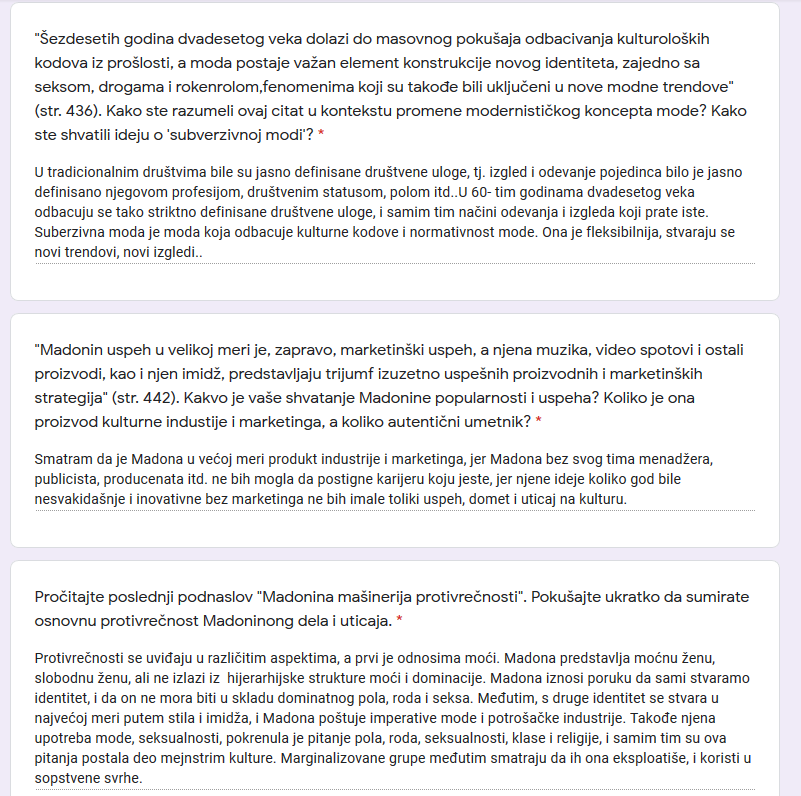 "Šezdesetih godina dvadesetog veka dolazi do masovnog pokušaja odbacivanja kulturoloških
kodova iz prošlosti, a moda postaje važan element konstrukcije novog identiteta, zajedno sa
seksom, drogama i rokenrolom,fenomenima koji su takođe bili uključeni u nove modne trendove"
(str. 436). Kako ste razumeli ovaj citat u kontekstu promene modernističkog koncepta mode? Kako
ste shvatili ideju o 'subverzivnoj modi'? *
U tradicionalnim društvima bile su jasno definisane društvene uloge, tj. izgled i odevanje pojedinca bilo je jasno
definisano njegovom profesijom, društvenim statusom, polom itd..U 60- tim godinama dvadesetog veka
odbacuju se tako striktno definisane društvene uloge, i samim tim načini odevanja i izgleda koji prate iste.
Suberzivna moda je moda koja odbacuje kulturne kodove i normativnost mode. Ona je fleksibilnija, stvaraju se
novi trendovi, novi izgledi..
"Madonin uspeh u velikoj meri je, zapravo, marketinški uspeh, a njena muzika, video spotovi i ostali
proizvodi, kao i njen imidž, predstavljaju trijumf izuzetno uspešnih proizvodnih i marketinških
strategija" (str. 442). Kakvo je vaše shvatanje Madonine popularnosti i uspeha? Koliko je ona
proizvod kulturne industije i marketinga, a koliko autentični umetnik? *
Smatram da je Madona u većoj meri produkt industrije i marketinga, jer Madona bez svog tima menadžera,
publicista, producenata itd. ne bih mogla da postigne karijeru koju jeste, jer njene ideje koliko god bile
nesvakidašnje i inovativne bez marketinga ne bih imale toliki uspeh, domet i uticaj na kulturu.
Pročitajte poslednji podnaslov "Madonina mašinerija protivrečnosti". Pokušajte ukratko da sumirate
osnovnu protivrečnost Madoninong dela i uticaja. *
Protivrečnosti se uviđaju u različitim aspektima, a prvi je odnosima moći. Madona predstavlja moćnu ženu,
slobodnu ženu, ali ne izlazi iz  hijerarhijske strukture moći i dominacije. Madona iznosi poruku da sami stvaramo
identitet, i da on ne mora biti u skladu dominatnog pola, roda i seksa. Međutim, s druge identitet se stvara u
najvećoj meri putem stila i imidža, i Madona poštuje imperative mode i potrošačke industrije. Takođe njena
upotreba mode, seksualnosti, pokrenula je pitanje pola, roda, seksualnosti, klase i religije, i samim tim su ova
pitanja postala deo mejnstrim kulture. Marginalizovane grupe međutim smatraju da ih ona eksploatiše, i koristi u
sopstvene svrhe.